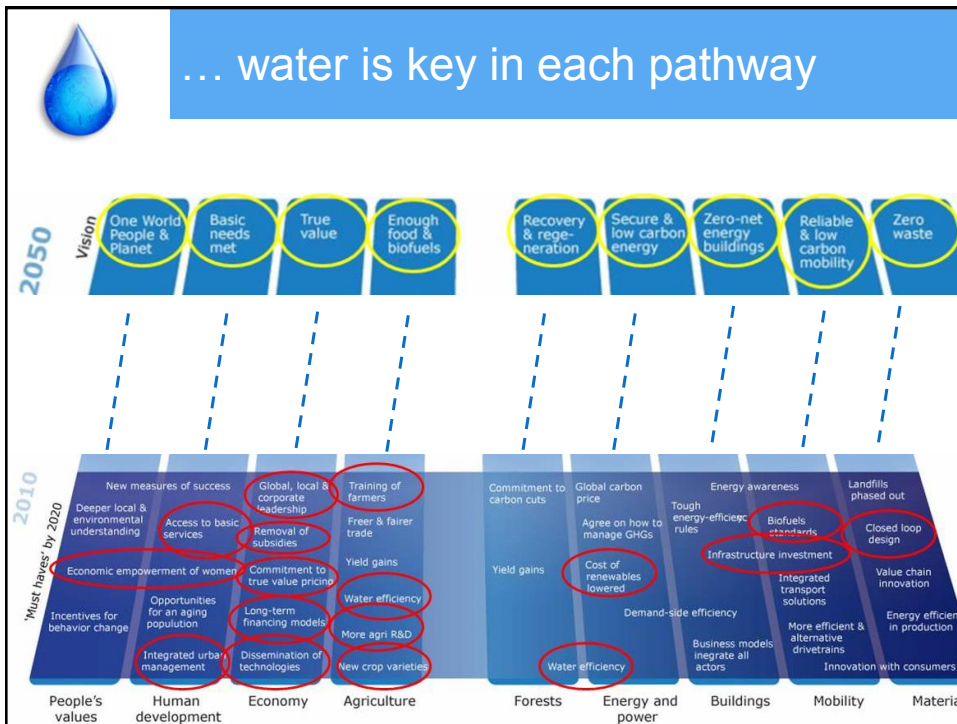 … water is key in each pathway
2050
Vision
One World
People &
Planet
Basic
needs
met
True
value
Enough
food &
biofuels
Recovery
& rege-
neration
Secure &
low carbon
energy
Zero-net
energy
buildings
Reliable
& low
carbon
mobility
Zero
waste
2010
'Must haves' by 2020
New measures of success
Deeper local &
environmental
understanding
Access to basic
services
Economic empowerment of women
Incentives for
behavior change
Opportunities
for an aging
popultution
Integrated urban
management
Global, local &
corporate
leadership
Removal of
subsidies
Commitment to
true value pricing
Long-term
financing models
Dissemination of
technologies
Training of
farmers
Freer & fairer
trade
Yield gains
Water efficiency
More agri R&D
New crop varieties
Commitment to
carbon cuts
Yield gains
Water efficiency
Global carbon
price
Agree on how to
manage GHGs
Cost of
renewables
lowered
Demand-side efficiency
Energy awareness
Tough
energy-efficiency
rules
Infrastructure investment
Business models
inegrate all
actors
Biofuels
standards
Integrated
transport
solutions
More efficient &
alternative
drivetrains
Landfills
phased out
Closed loop
design
Value chain
innovation
Energy efficien
in production
Innovation with consumers
People's
values
Human
development
Economy
Agriculture
Forests
Energy and
power
Buildings
Mobility
Materia